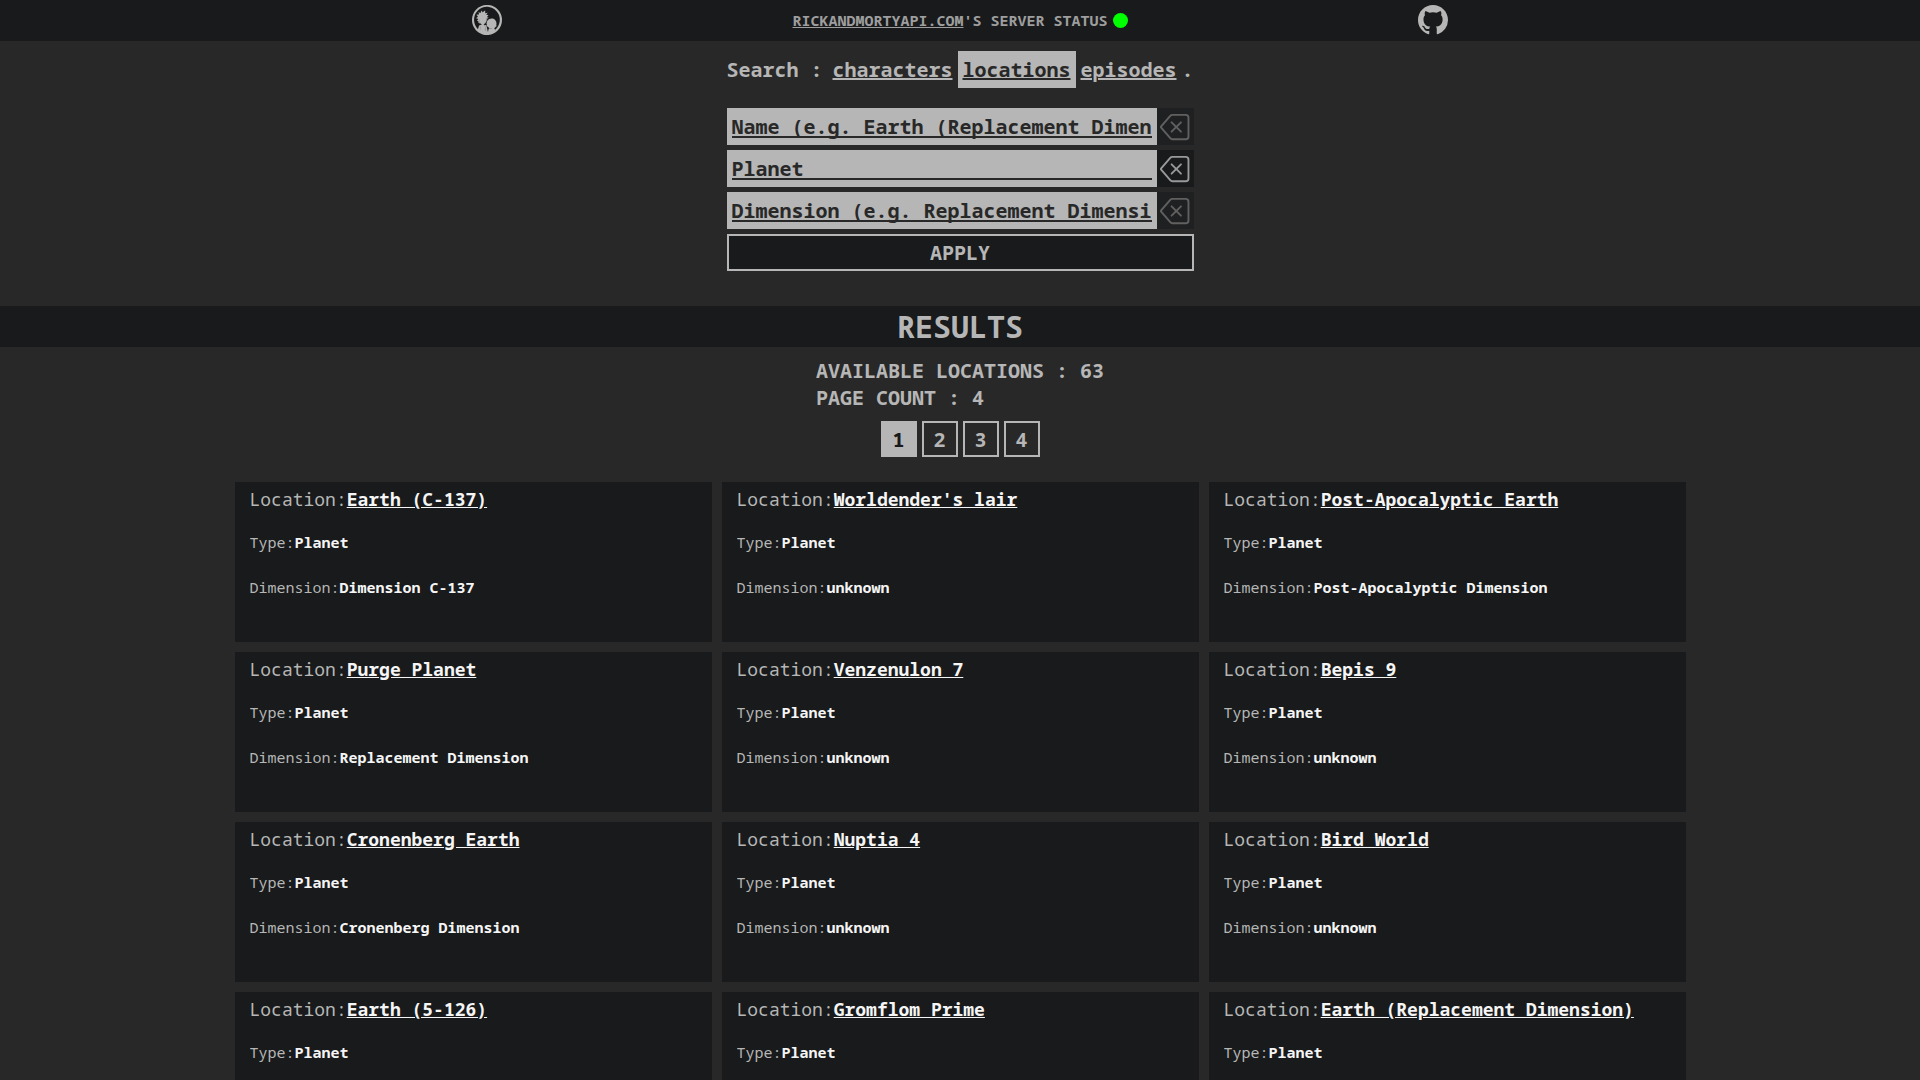 RICKANDMORTYAPI.COM'S SERVER STATUS
Search : characters locations episodes .
Name (e.g. Earth (Replacement Dimen
Planet
Dimension (e.g. Replacement Dimensi
APPLY
RESULTS
AVAILABLE LOCATIONS : 63
PAGE COUNT : 4
1 2 3 4
Location:Earth (C-137)
Type:Planet
Dimension:Dimension C-137
Location:Worldender's lair
Type:Planet
Dimension:unknown
Location:Post-Apocalyptic Earth
Type:Planet
Dimension:Post-Apocalyptic Dimension
Location:Purge Planet
Type:Planet
Dimension:Replacement Dimension
Location:Venzenulon 7
Type:Planet
Dimension:unknown
Location:Bepis 9
Type:Planet
Dimension:unknown
Location:Cronenberg Earth
Type:Planet
Dimension:Cronenberg Dimension
Location:Nuptia 4
Type:Planet
Dimension:unknown
Location:Bird World
Type:Planet
Dimension:unknown
Location:Earth (5-126)
Type:Planet
Location:Gromflom Prime
Type:Planet
Location:Earth (Replacement Dimension)
Type:Planet